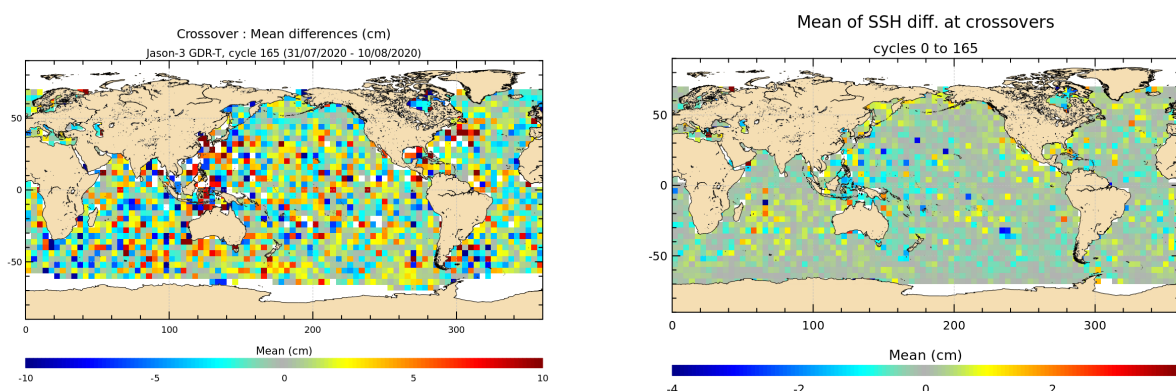 Crossover : Mean differences (cm)
Jason-3 GDR-T, cycle 165 (31/07/2020 - 10/08/2020)
50
0
-50
0 100 200 300
Mean (cm)
-10 -5 0 5 10
Mean of SSH diff. at crossovers
cycles 0 to 165
50
0
-50
0 100 200 300
Mean (cm)
-4 -2 0 2